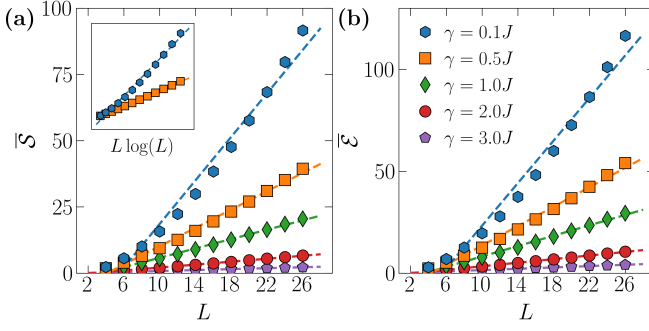 (a)
100
75
50
25
0
S̅
L log(L)
2 6 10 14 18 22 26
L
(b)
γ = 0.1J
γ = 0.5J
γ = 1.0J
γ = 2.0J
γ = 3.0J
100
50
0
ℰ̅
2 6 10 14 18 22 26
L